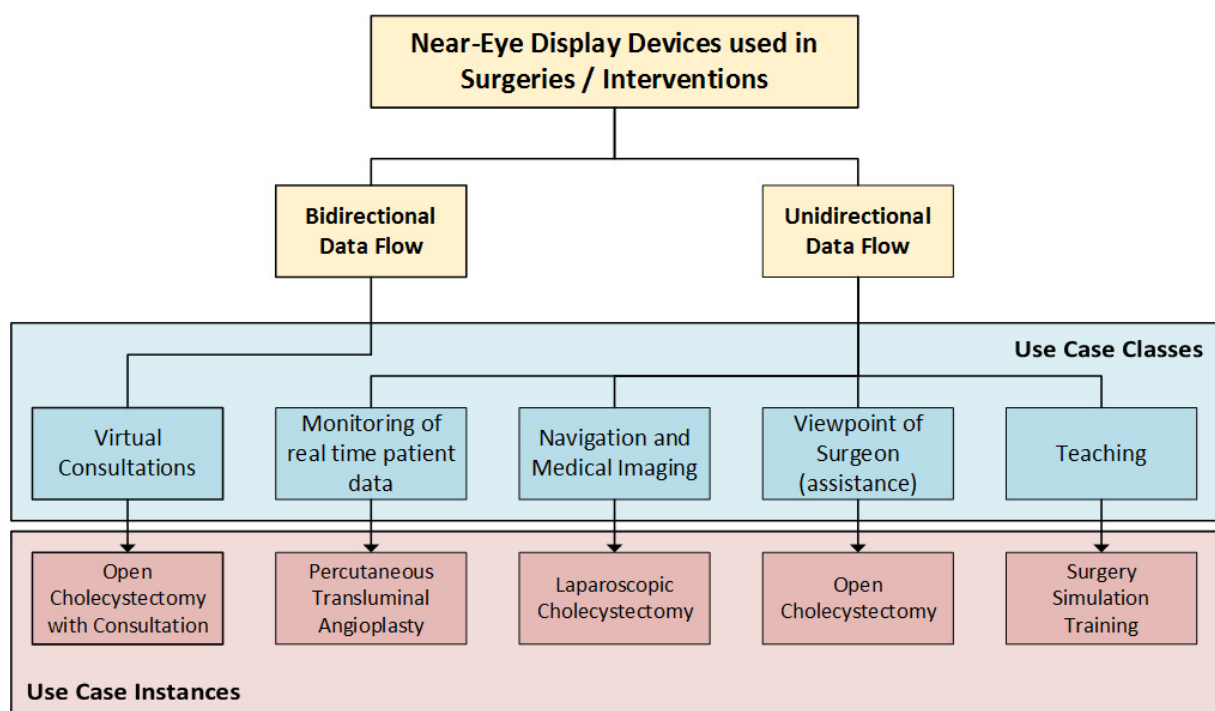 Near-Eye Display Devices used in
Surgeries / Interventions
Bidirectional
Data Flow
Unidirectional
Data Flow
Use Case Classes
Virtual
Consultations
Monitoring of
real time patient
data
Navigation and
Medical Imaging
Viewpoint of
Surgeon
(assistance)
Teaching
Open
Cholecystectomy
with Consultation
Percutaneous
Transluminal
Angioplasty
Laparoscopic
Cholecystectomy
Open
Cholecystectomy
Surgery
Simulation
Training
Use Case Instances